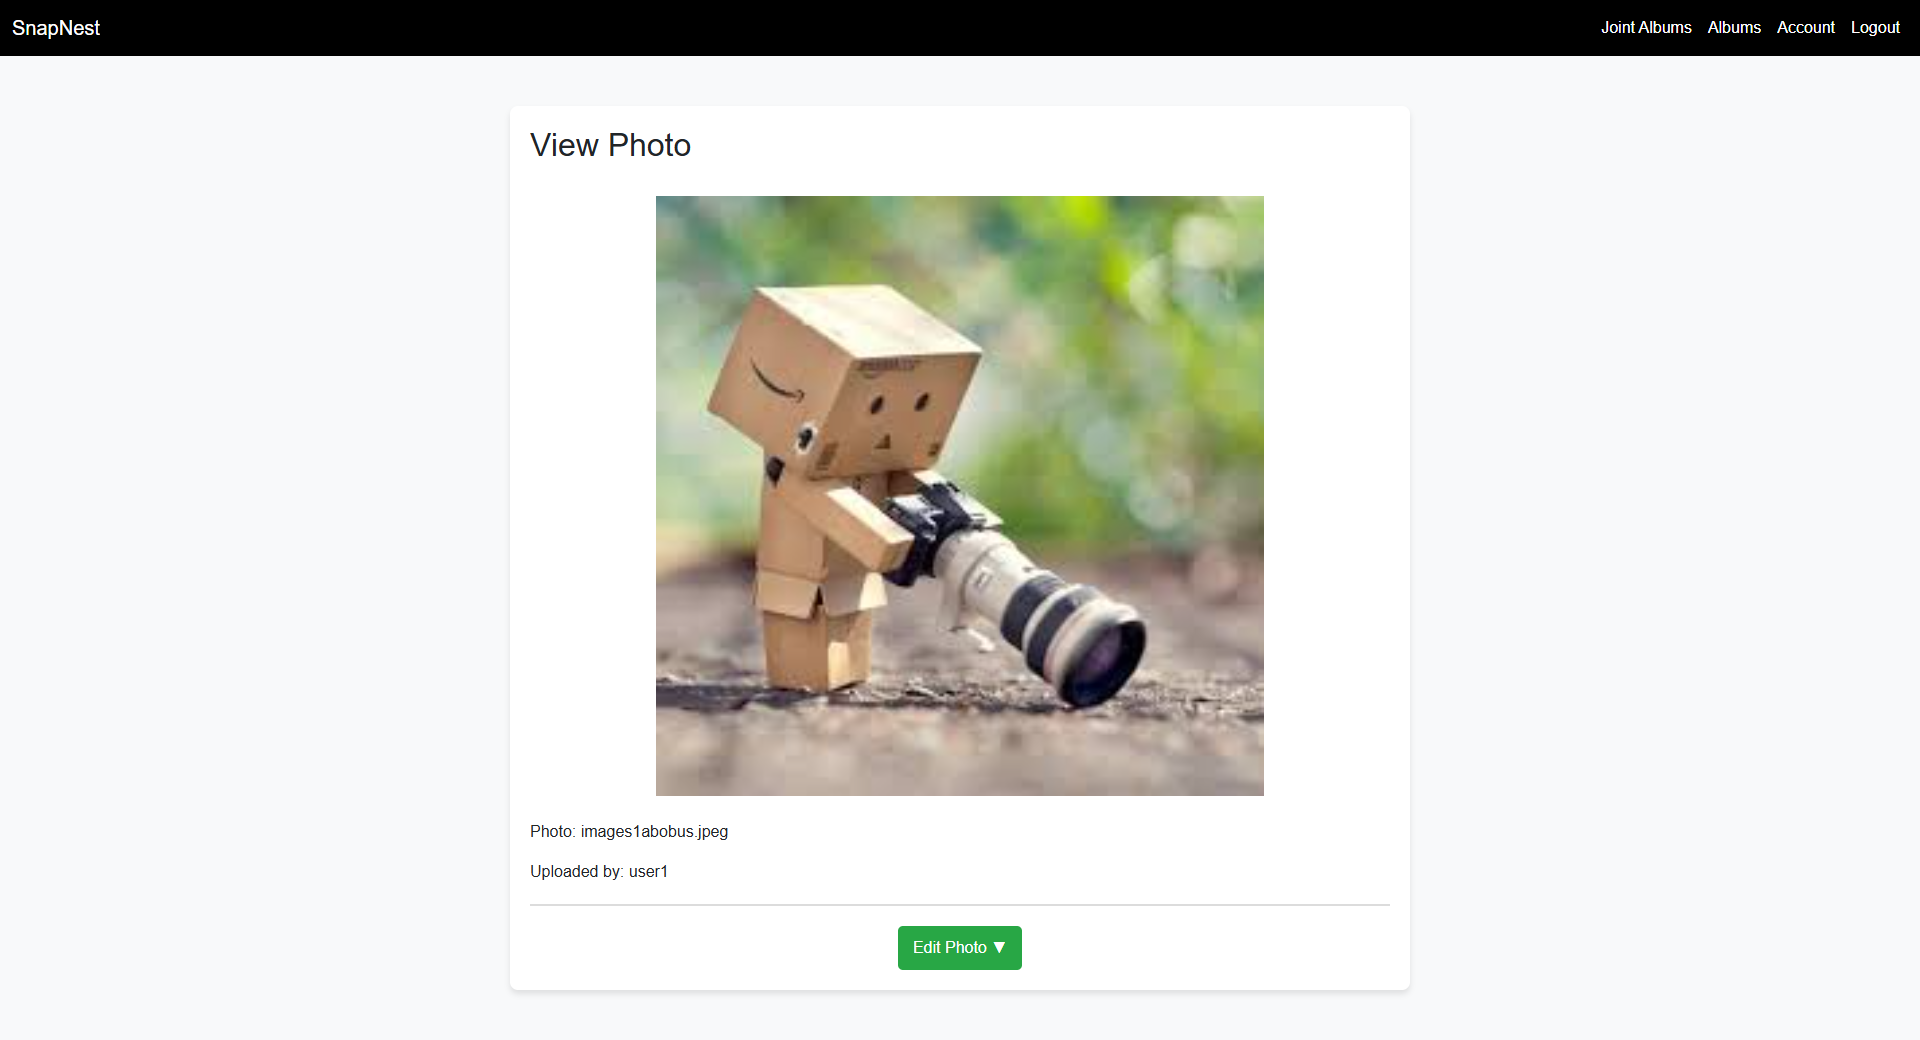 SnapNest
Joint Albums Albums Account Logout
View Photo
Photo: images1abobus.jpeg
Uploaded by: user1
Edit Photo ▼